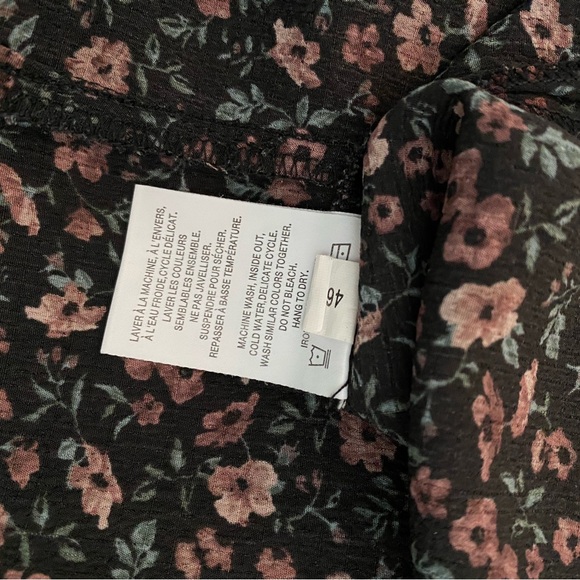 LAVER À LA MACHINE, À L'ENVERS,
À L'EAU FROIDE, CYCLE DÉLICAT.
LAVER LES COULEURS
SEMBLABLES ENSEMBLE.
NE PAS JAVELLISER.
SUSPENDRE POUR SÉCHER.
REPASSER À BASSE TEMPÉRATURE.
MACHINE WASH, INSIDE OUT,
COLD WATER, DELICATE CYCLE.
WASH SIMILAR COLORS TOGETHER.
DO NOT BLEACH.
HANG TO DRY.
IRON
46